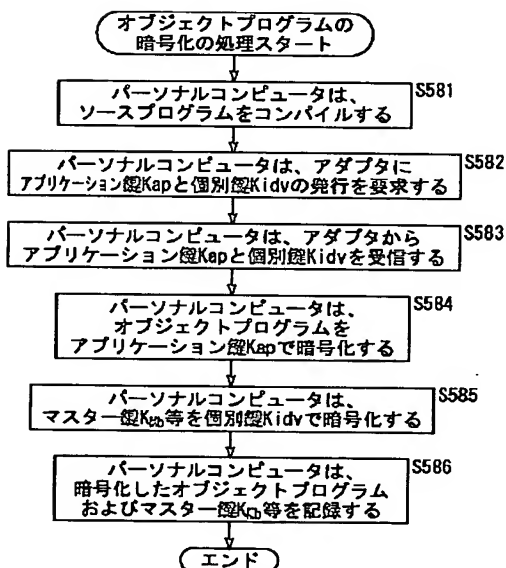 オブジェクトプログラムの
暗号化の処理スタート
S581
パーソナルコンピュータは、
ソースプログラムをコンパイルする
S582
パーソナルコンピュータは、アダプタに
アプリケーション鍵Kapと個別鍵Kidvの発行を要求する
S583
パーソナルコンピュータは、アダプタから
アプリケーション鍵Kapと個別鍵Kidvを受信する
S584
パーソナルコンピュータは、
オブジェクトプログラムを
アプリケーション鍵Kapで暗号化する
S585
パーソナルコンピュータは、
マスター鍵 等を個別鍵Kidvで暗号化する
S586
パーソナルコンピュータは、
暗号化したオブジェクトプログラム
およびマスター鍵 等を記録する
エンド